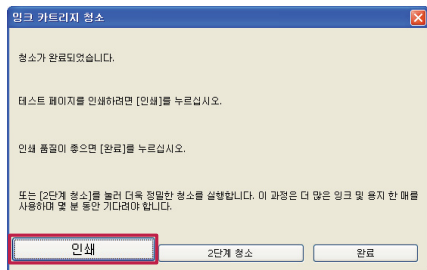 잉크 카트리지 청소
청소가 완료되었습니다.
테스트 페이지를 인쇄하려면 [인쇄]를 누르십시오.
인쇄 품질이 좋으면 [완료]를 누르십시오.
또는 [2단계 청소]를 눌러 더욱 정밀한 청소를 실행합니다. 이 과정은 더 많은 잉크 및 용지 한 매를
사용하며 몇 분 동안 기다려야 합니다.
인쇄 2단계 청소 완료